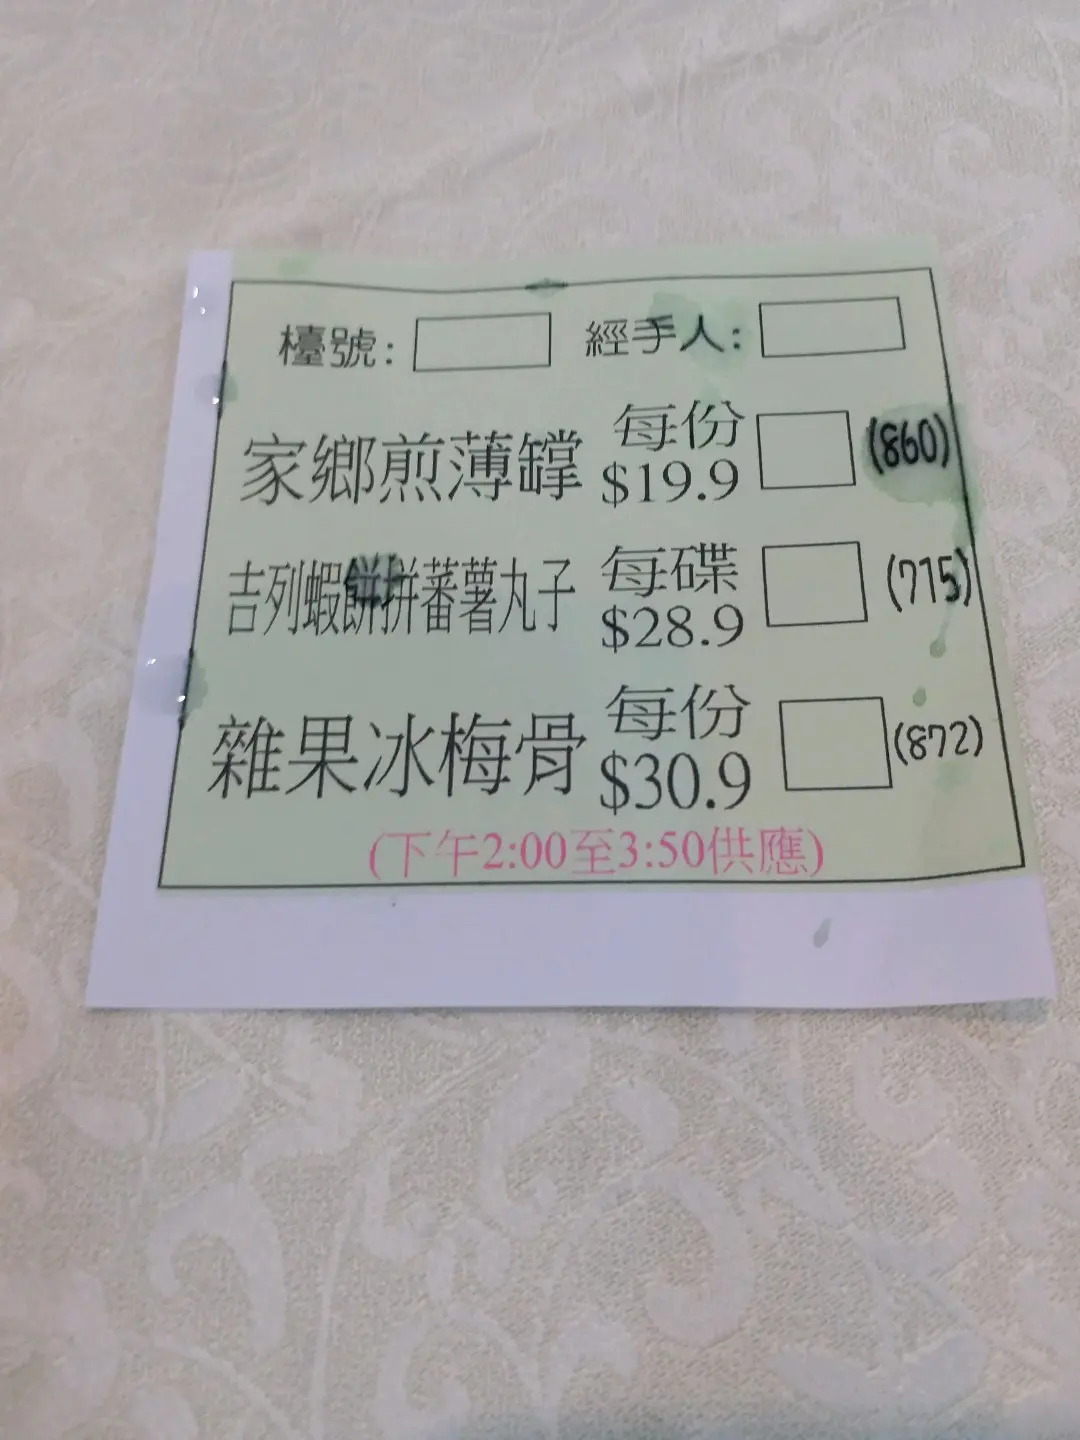 檯號: 經手人:
家鄉煎薄罉 每份 $19.9 (860)
吉列蝦餅拼蕃薯丸子 每碟 $28.9 (775)
雜果冰梅骨 每份 $30.9 (872)
(下午2:00至3:50供應)